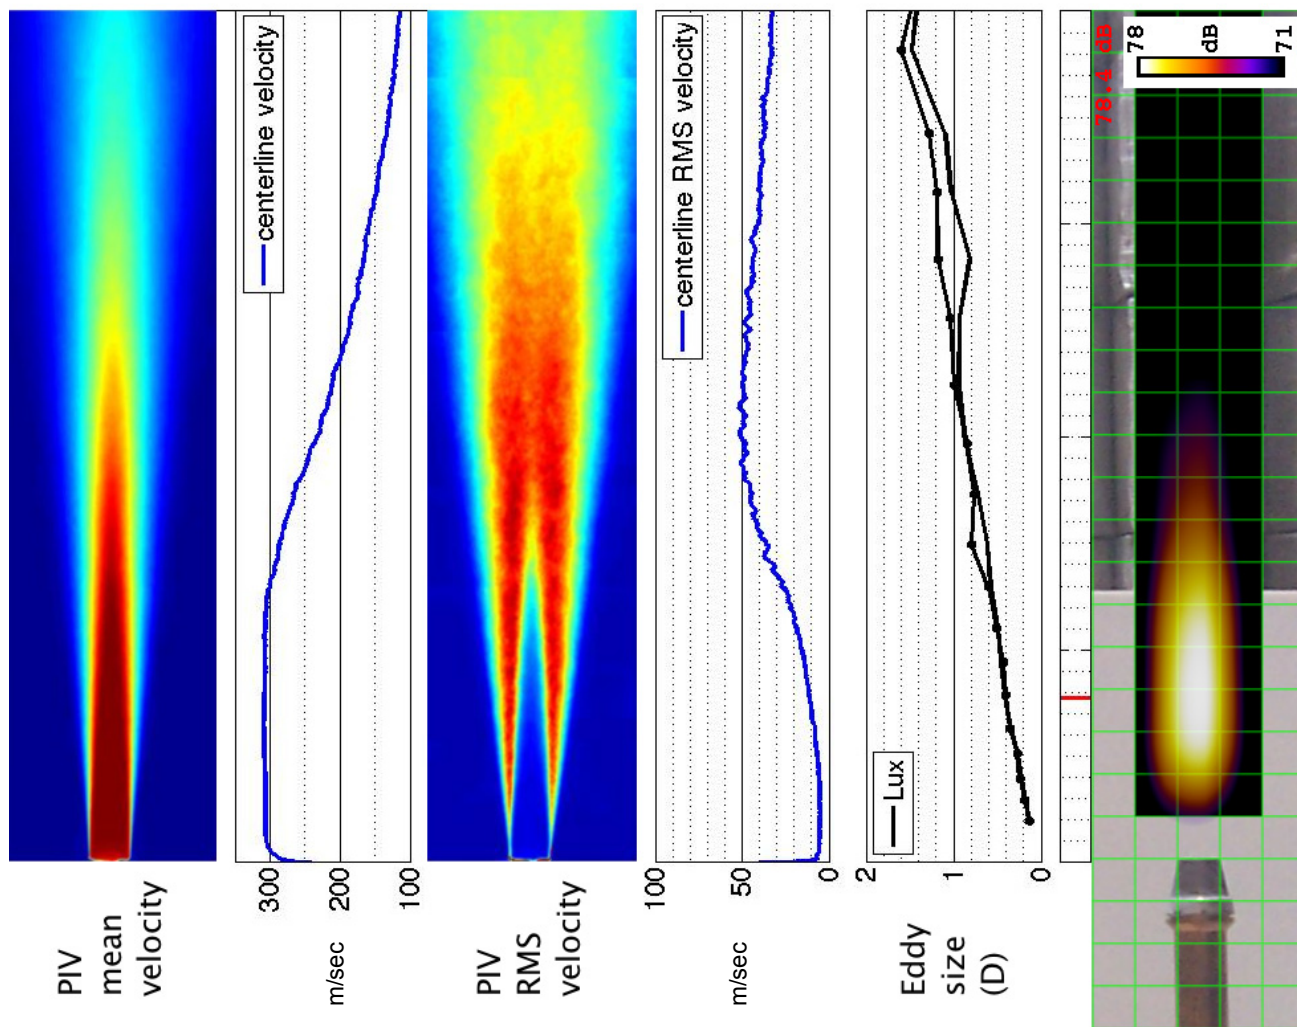 PIV
mean
velocity
m/sec
300
200
100
centerline velocity
PIV
RMS
velocity
m/sec
100
50
0
centerline RMS velocity
Eddy
size
(D)
2
1
0
Lux
78.4 dB
78
dB
71